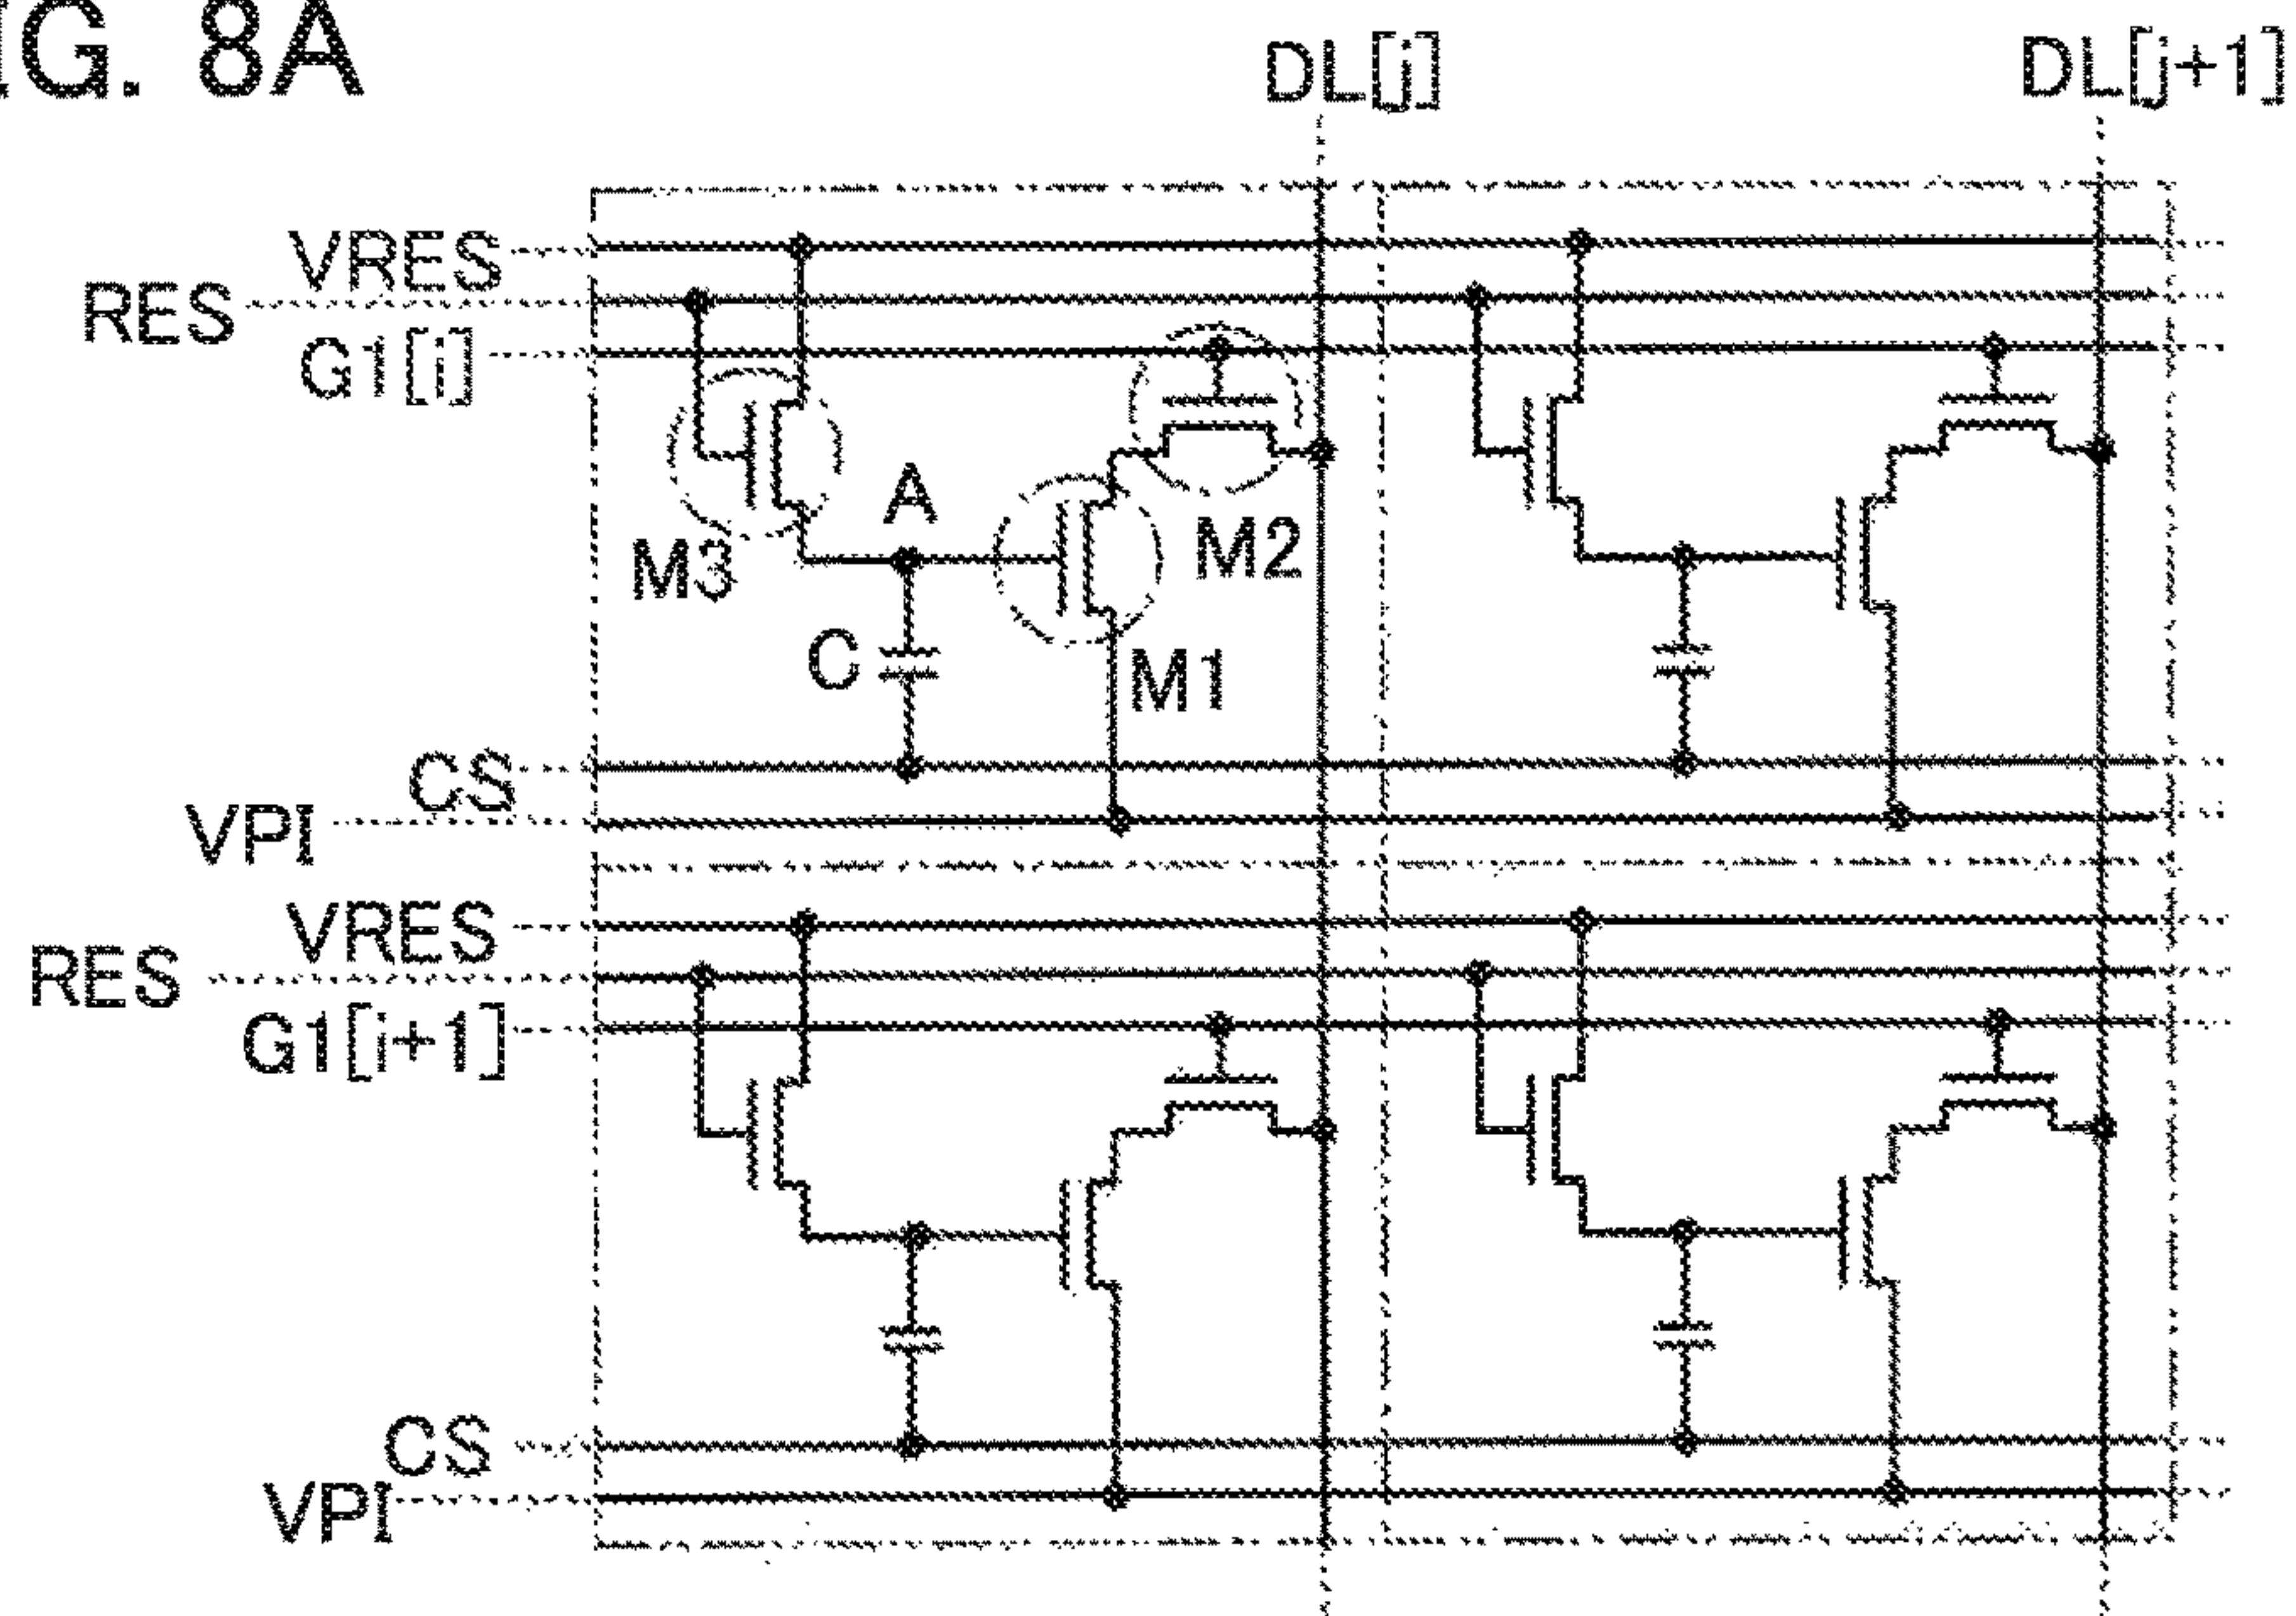 IG. 8A
DL[j] DL[j+1]
VRES
RES
G1[i]
A
M3
M2
C
M1
CS
VPI
VRES
RES
G1[i+1]
CS
VPI